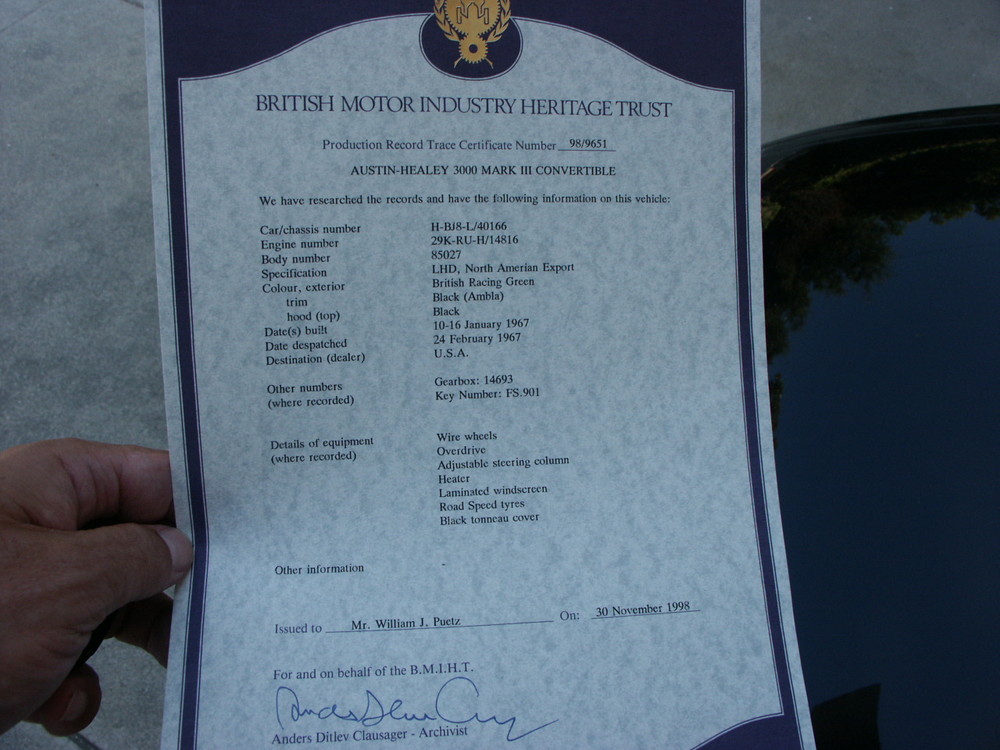 BRITISH MOTOR INDUSTRY HERITAGE TRUST
Production Record Trace Certificate Number 98/9651
AUSTIN-HEALEY 3000 MARK III CONVERTIBLE
We have researched the records and have the following information on this vehicle:
Car/chassis number H-BJ8-L/40166
Engine number 29K-RU-H/14816
Body number 85027
Specification LHD, North Amerian Export
Colour, exterior British Racing Green
trim Black (Ambla)
hood (top) Black
Date(s) built 10-16 January 1967
Date despatched 24 February 1967
Destination (dealer) U.S.A.
Other numbers Gearbox: 14693
(where recorded) Key Number: FS.901
Details of equipment Wire wheels
(where recorded) Overdrive
Adjustable steering column
Heater
Laminated windscreen
Road Speed tyres
Black tonneau cover
Other information -
Issued to Mr. William J. Puetz On: 30 November 1998
For and on behalf of the B.M.I.H.T.
Anders Ditlev Clausager - Archivist